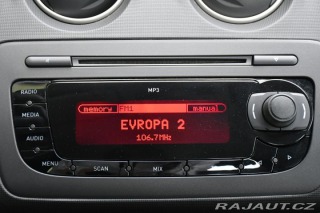 MP3
RADIO
memory FM1 manual
MEDIA
EVROPA 2
AUDIO
106.7MHz
MENU SCAN MIX
RAJAUT.CZ